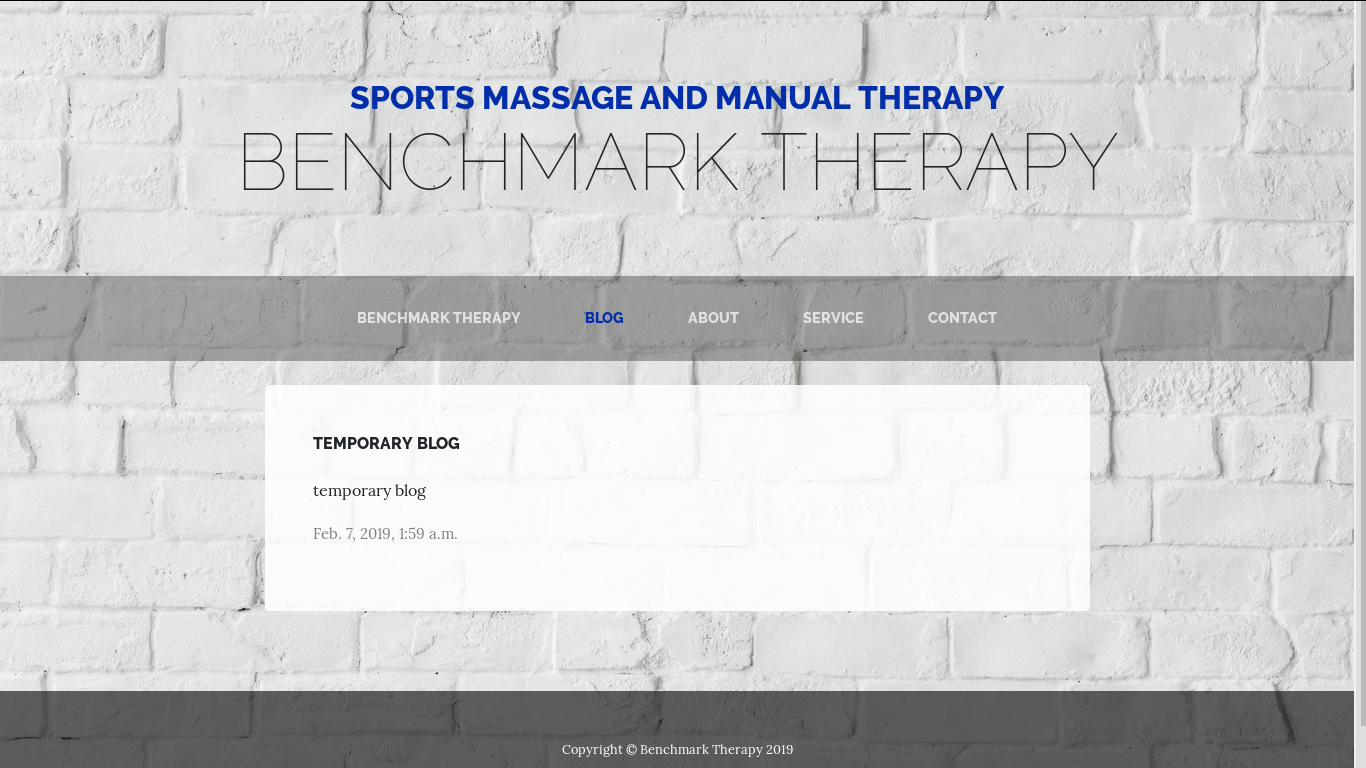 SPORTS MASSAGE AND MANUAL THERAPY
BENCHMARK THERAPY
BENCHMARK THERAPY BLOG ABOUT SERVICE CONTACT
TEMPORARY BLOG
temporary blog
Feb. 7, 2019, 1:59 a.m.
Copyright © Benchmark Therapy 2019